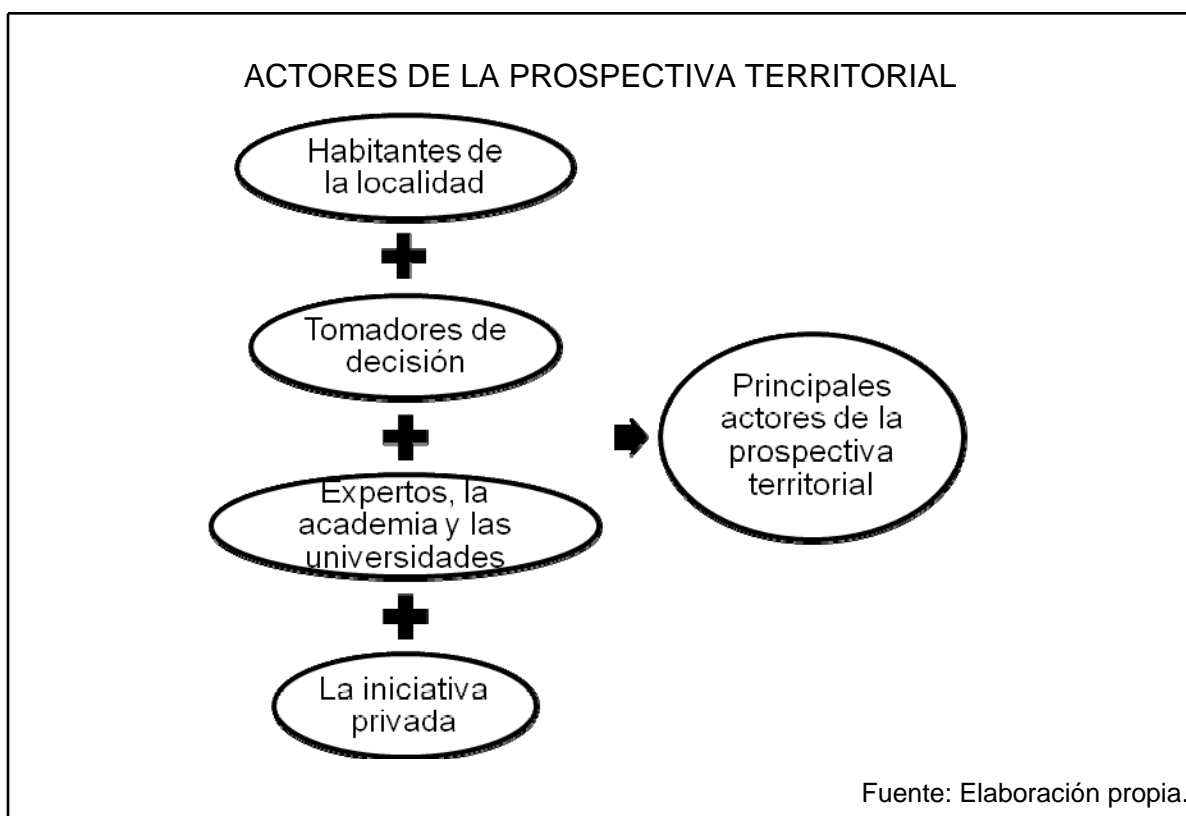 ACTORES DE LA PROSPECTIVA TERRITORIAL
Habitantes de
la localidad
Tomadores de
decisión
Expertos, la
academia y las
universidades
La iniciativa
privada
Principales
actores de la
prospectiva
territorial
Fuente: Elaboración propia.